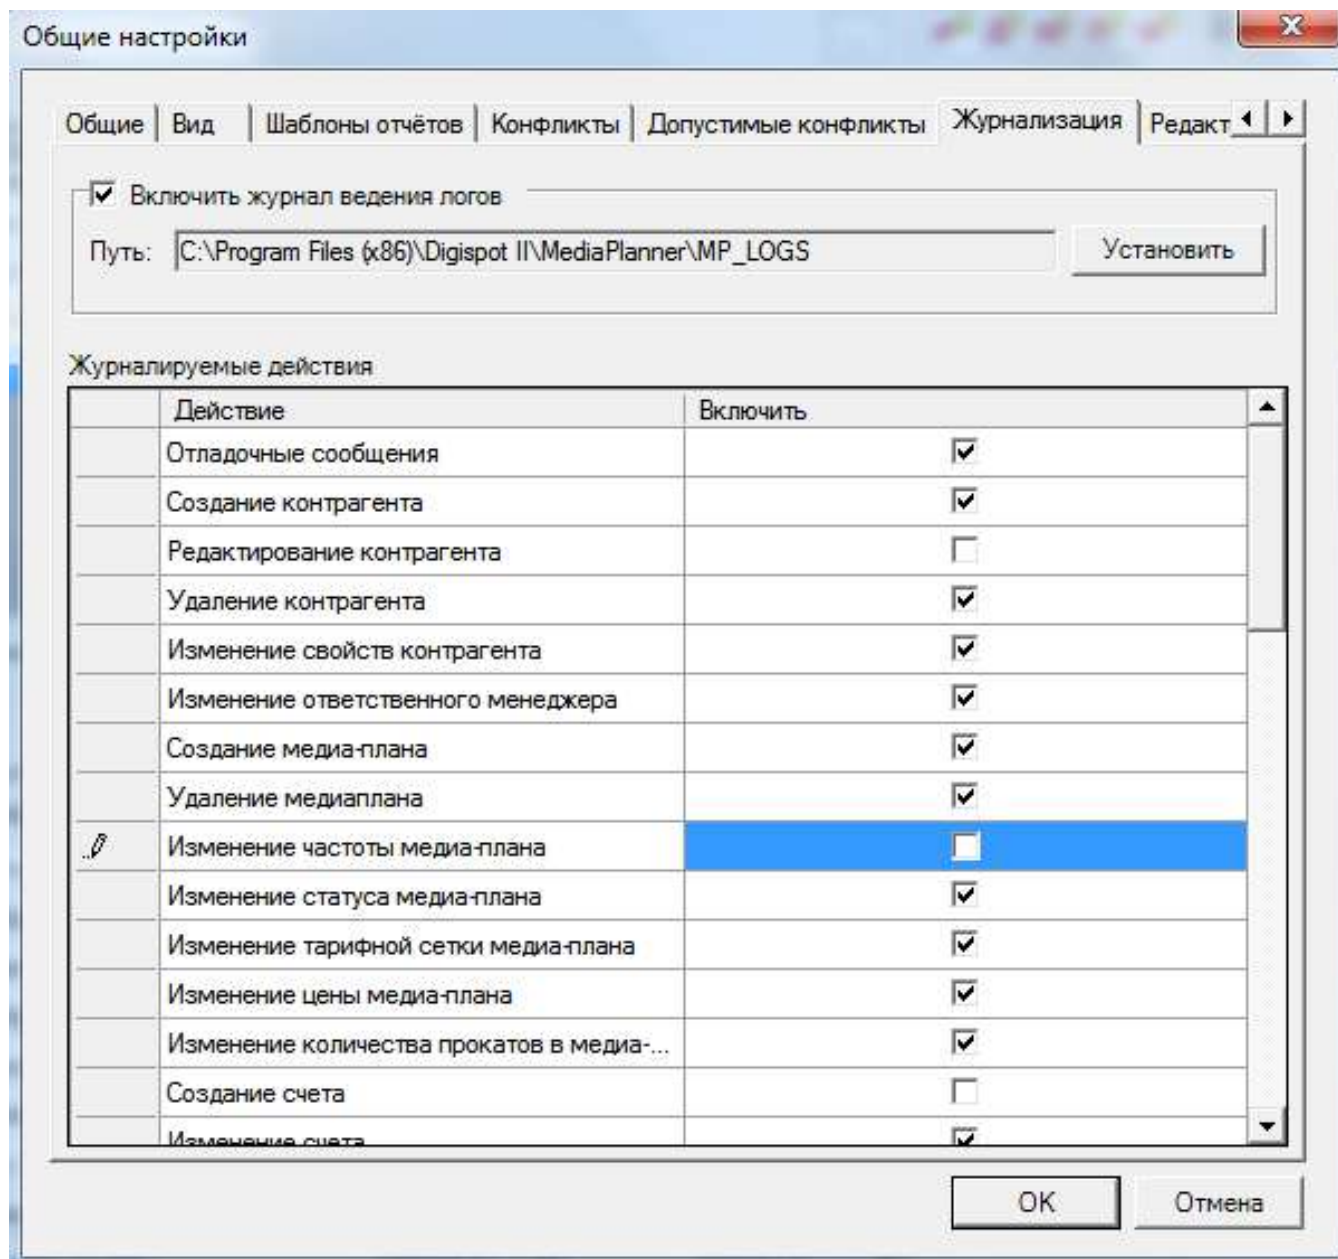 Общие настройки
Общие Вид Шаблоны отчётов Конфликты Допустимые конфликты Журнализация Редакт
Включить журнал ведения логов
Путь: C:\Program Files (x86)\Digispot II\MediaPlanner\MP_LOGS Установить
Журналируемые действия
Действие Включить
Отладочные сообщения
Создание контрагента
Редактирование контрагента
Удаление контрагента
Изменение свойств контрагента
Изменение ответственного менеджера
Создание медиа-плана
Удаление медиаплана
Изменение частоты медиа-плана
Изменение статуса медиа-плана
Изменение тарифной сетки медиа-плана
Изменение цены медиа-плана
Изменение количества прокатов в медиа-...
Создание счета
Изменение счета
OK Отмена